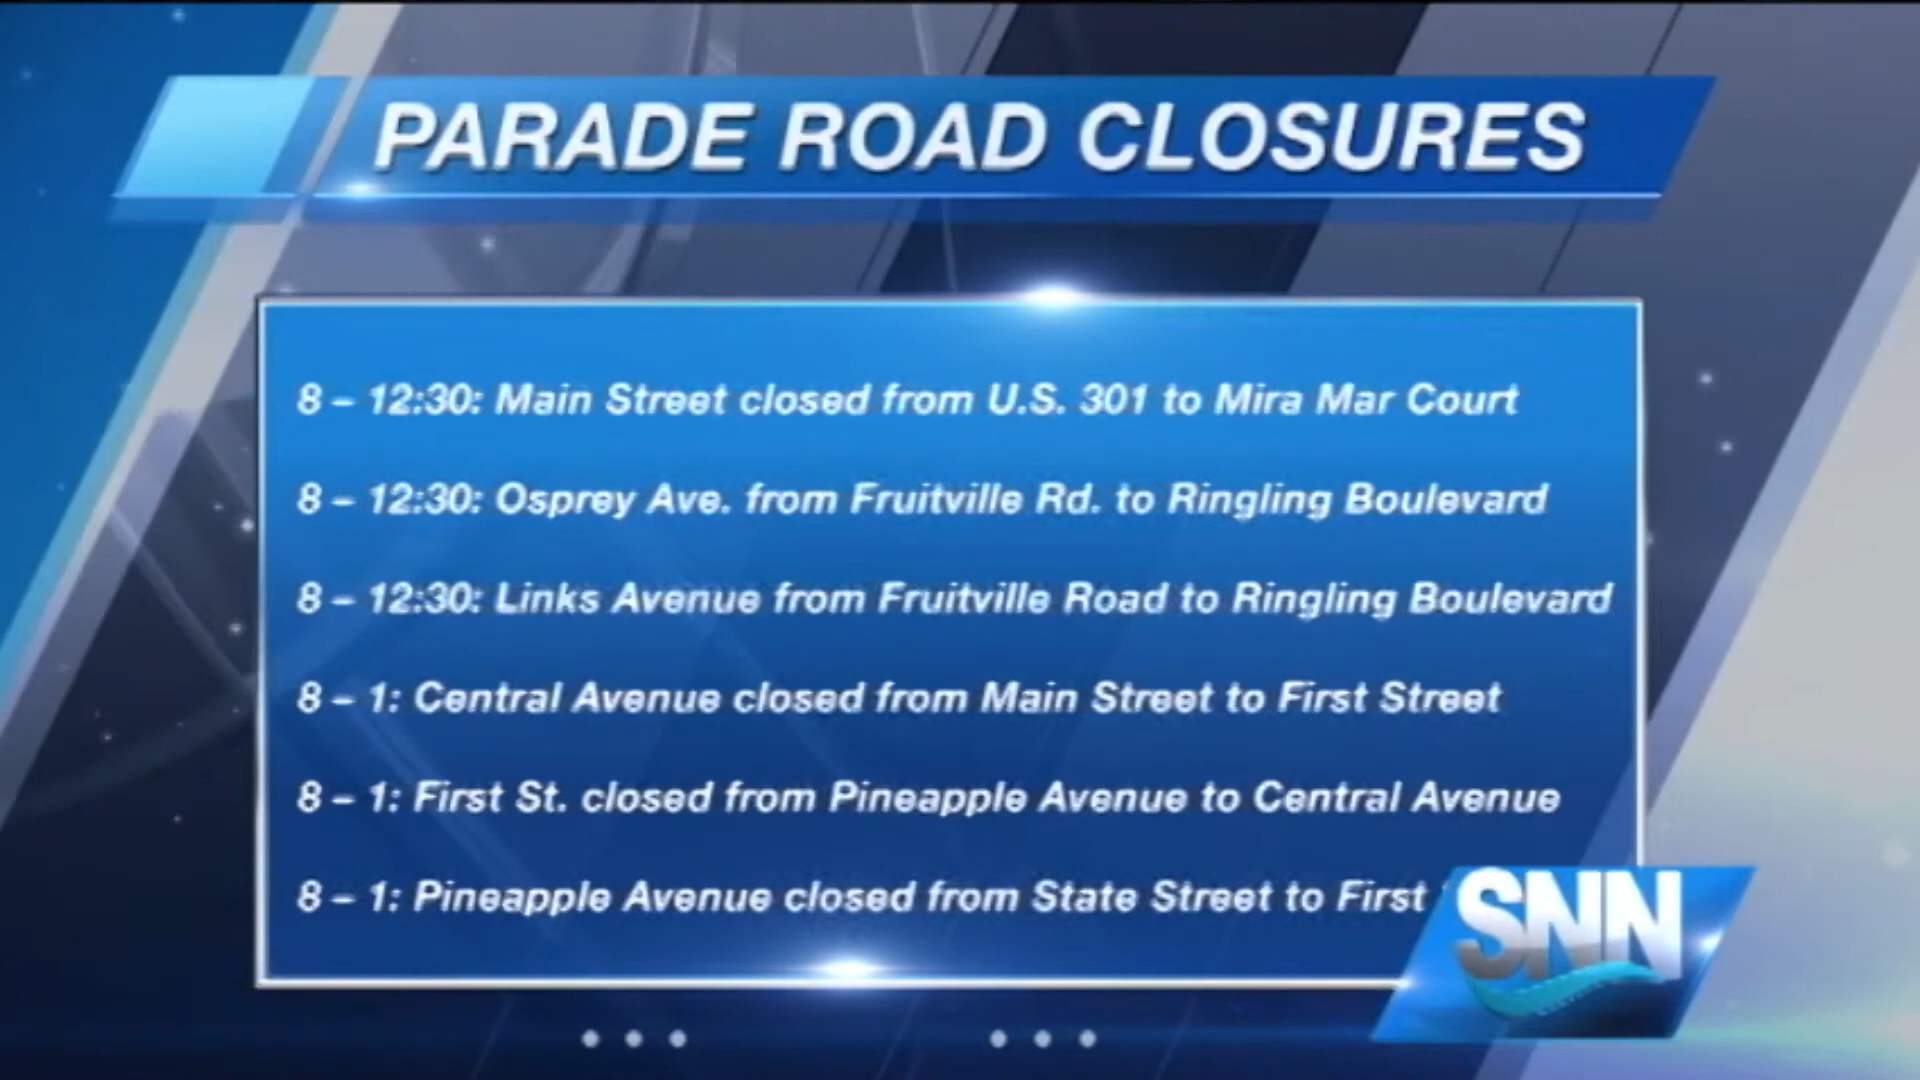 PARADE ROAD CLOSURES
8 – 12:30: Main Street closed from U.S. 301 to Mira Mar Court
8 – 12:30: Osprey Ave. from Fruitville Rd. to Ringling Boulevard
8 – 12:30: Links Avenue from Fruitville Road to Ringling Boulevard
8 – 1: Central Avenue closed from Main Street to First Street
8 – 1: First St. closed from Pineapple Avenue to Central Avenue
8 – 1: Pineapple Avenue closed from State Street to First
SNN